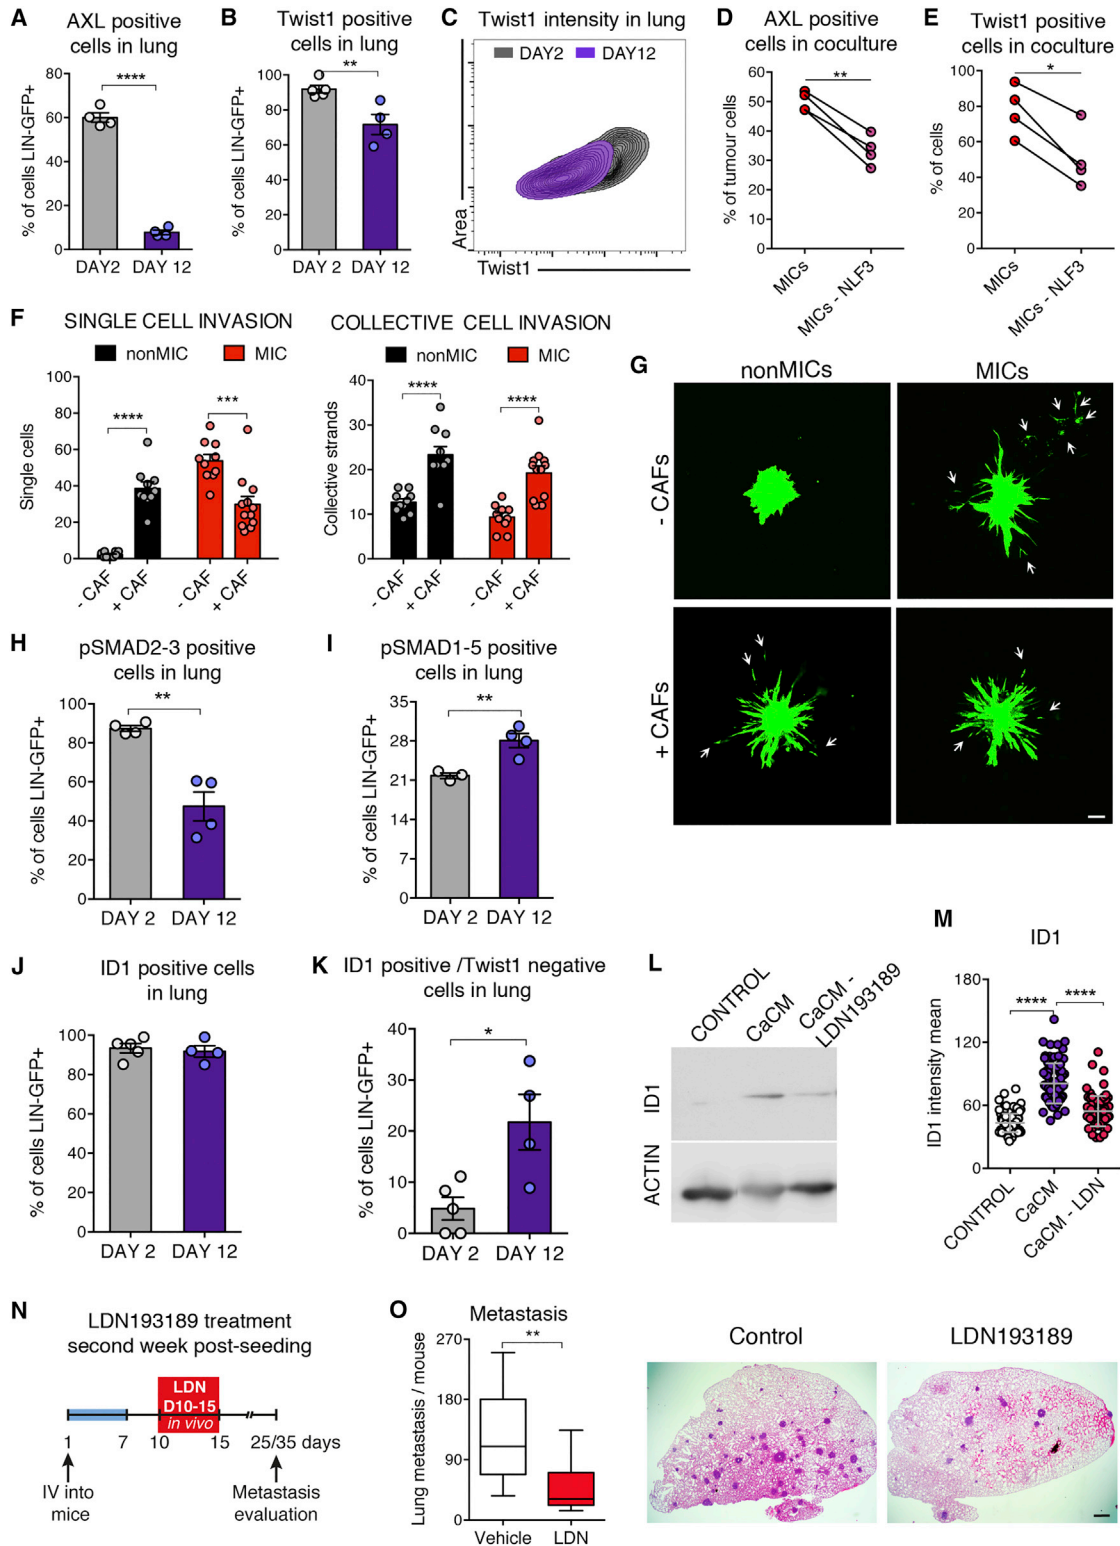 A
AXL positive
cells in lung
% of cells LIN-GFP+
80
60
40
20
0
****
DAY2
DAY 12
B
Twist1 positive
cells in lung
% of cells LIN-GFP+
100
80
60
40
20
0
**
DAY 2
DAY 12
C
Twist1 intensity in lung
DAY2
DAY12
Area
Twist1
D
AXL positive
cells in coculture
% of tumour cells
60
50
40
30
20
10
0
**
MICs
MICs - NLF3
E
Twist1 positive
cells in coculture
% of cells
100
80
60
40
20
0
*
MICs
MICs - NLF3
F
SINGLE CELL INVASION
nonMIC
MIC
Single cells
100
80
60
40
20
0
****
***
- CAF
+ CAF
- CAF
+ CAF
COLLECTIVE CELL INVASION
nonMIC
MIC
Collective strands
40
30
20
10
0
****
****
- CAF
+ CAF
- CAF
+ CAF
G
nonMICs
MICs
- CAFs
+ CAFs
H
pSMAD2-3 positive
cells in lung
% of cells LIN-GFP+
100
80
60
40
20
0
**
DAY 2
DAY 12
I
pSMAD1-5 positive
cells in lung
% of cells LIN-GFP+
35
28
21
14
7
0
**
DAY 2
DAY 12
J
ID1 positive cells
in lung
% of cells LIN-GFP+
100
80
60
40
20
0
DAY 2
DAY 12
K
ID1 positive /Twist1 negative
cells in lung
% of cells LIN-GFP+
40
30
20
10
0
*
DAY 2
DAY 12
L
CONTROL
CaCM
CaCM -
LDN193189
ID1
ACTIN
M
ID1
ID1 intensity mean
180
120
60
0
****
****
CONTROL
CaCM
CaCM - LDN
N
LDN193189 treatment
second week post-seeding
LDN
D10-15
in vivo
1
7
10
15
25/35 days
IV into
mice
Metastasis
evaluation
O
Metastasis
Lung metastasis / mouse
270
180
90
0
**
Vehicle
LDN
Control
LDN193189